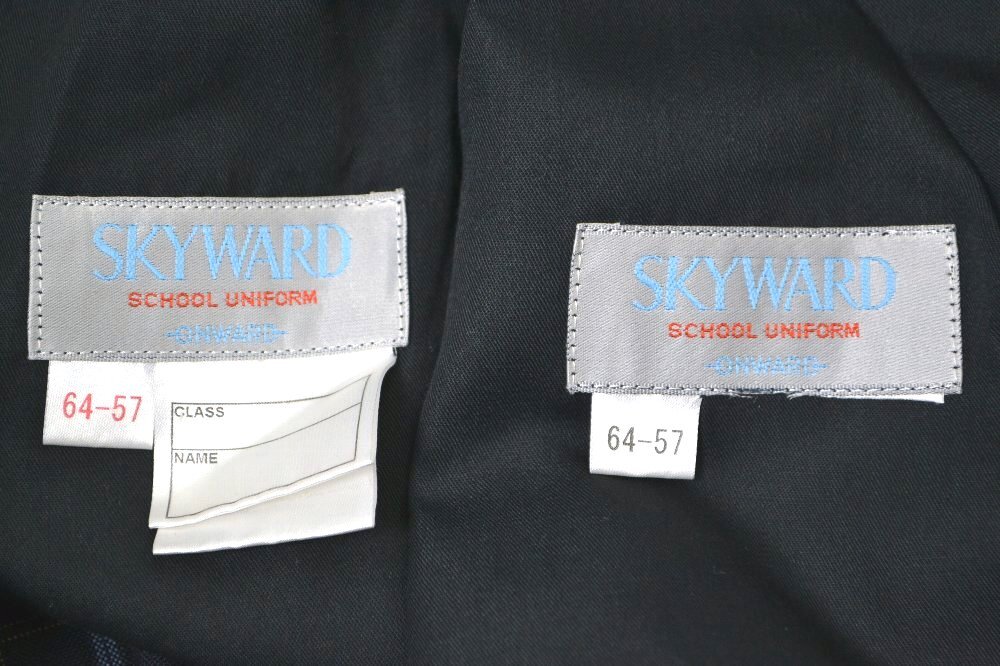 SKYWARD
SCHOOL UNIFORM
ONWARD
64-57
CLASS
NAME
SKYWARD
SCHOOL UNIFORM
ONWARD
64-57